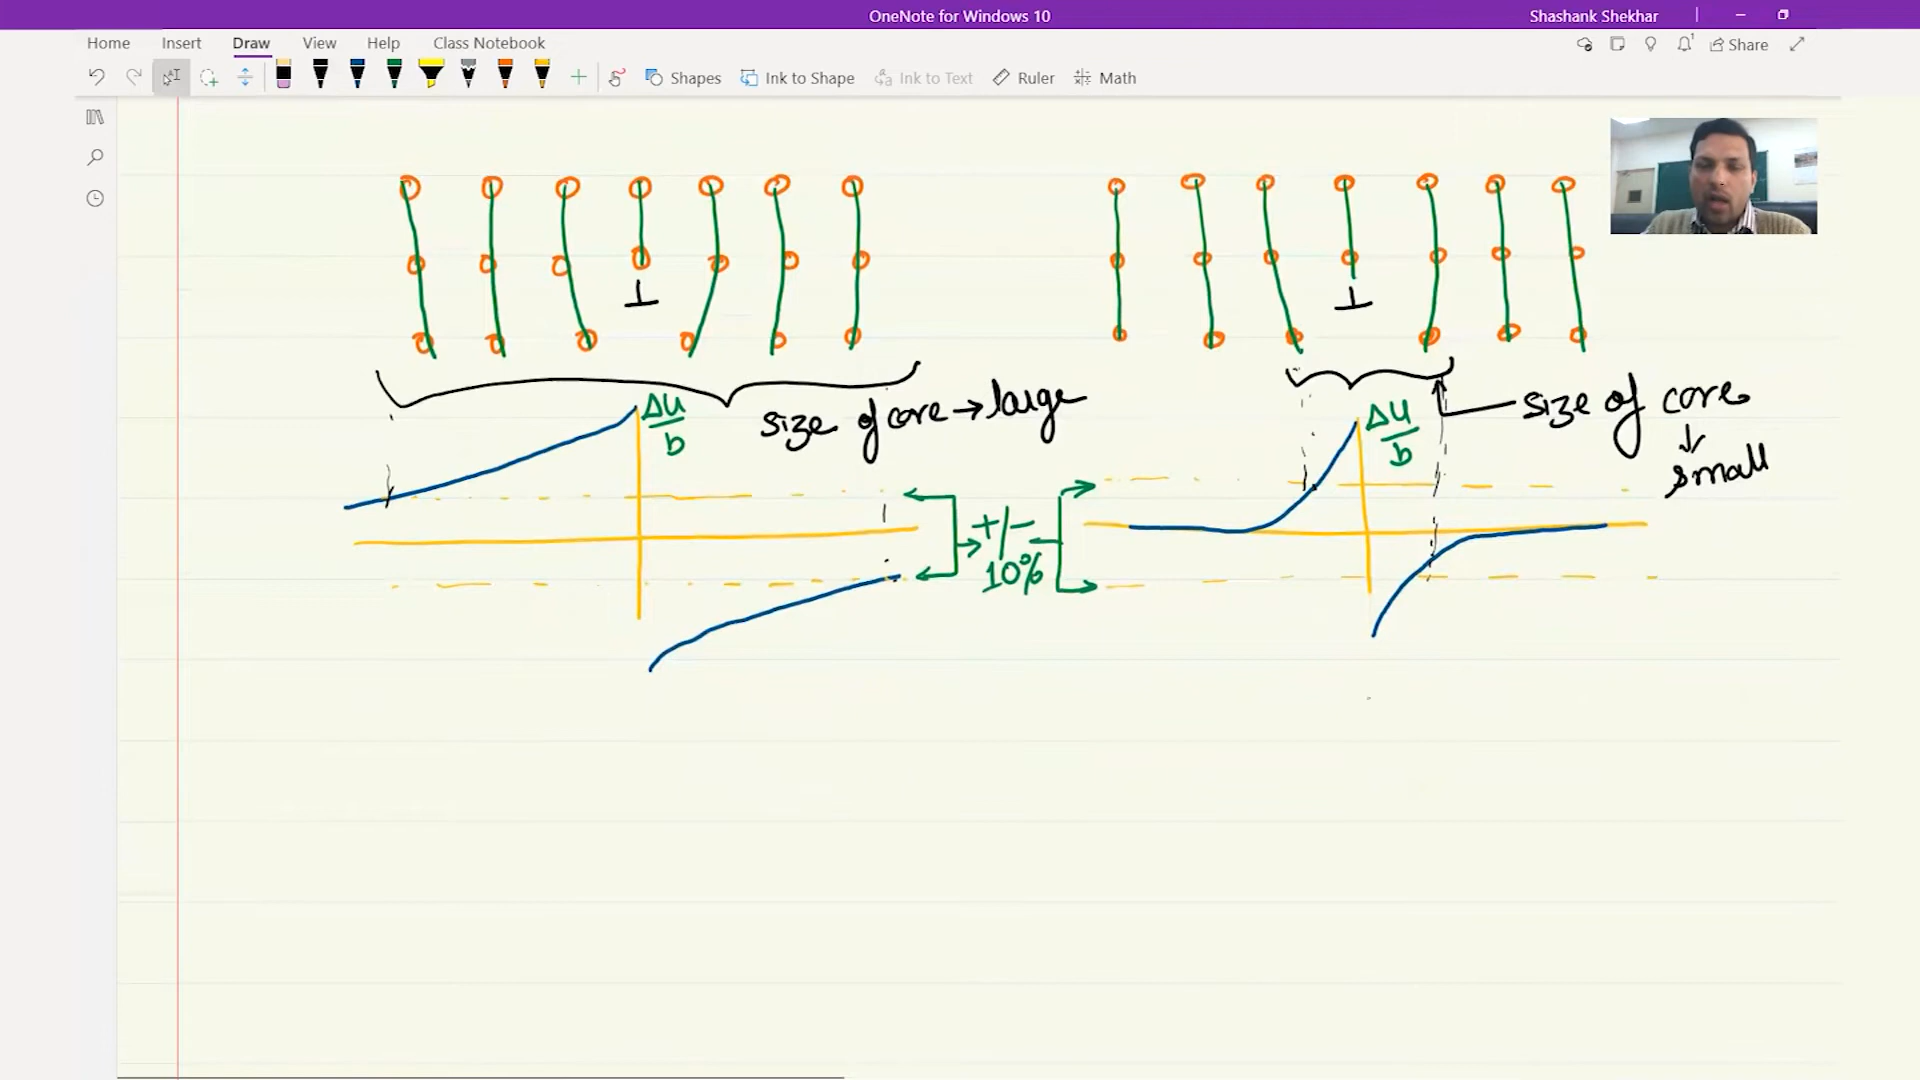 OneNote for Windows 10
Shashank Shekhar
Home Insert Draw View Help Class Notebook
Share
Shapes Ink to Shape Ink to Text Ruler Math
⊥
⊥
size of core → large
size of core
↓
small
Δu
b
Δu
b
+/-
10%